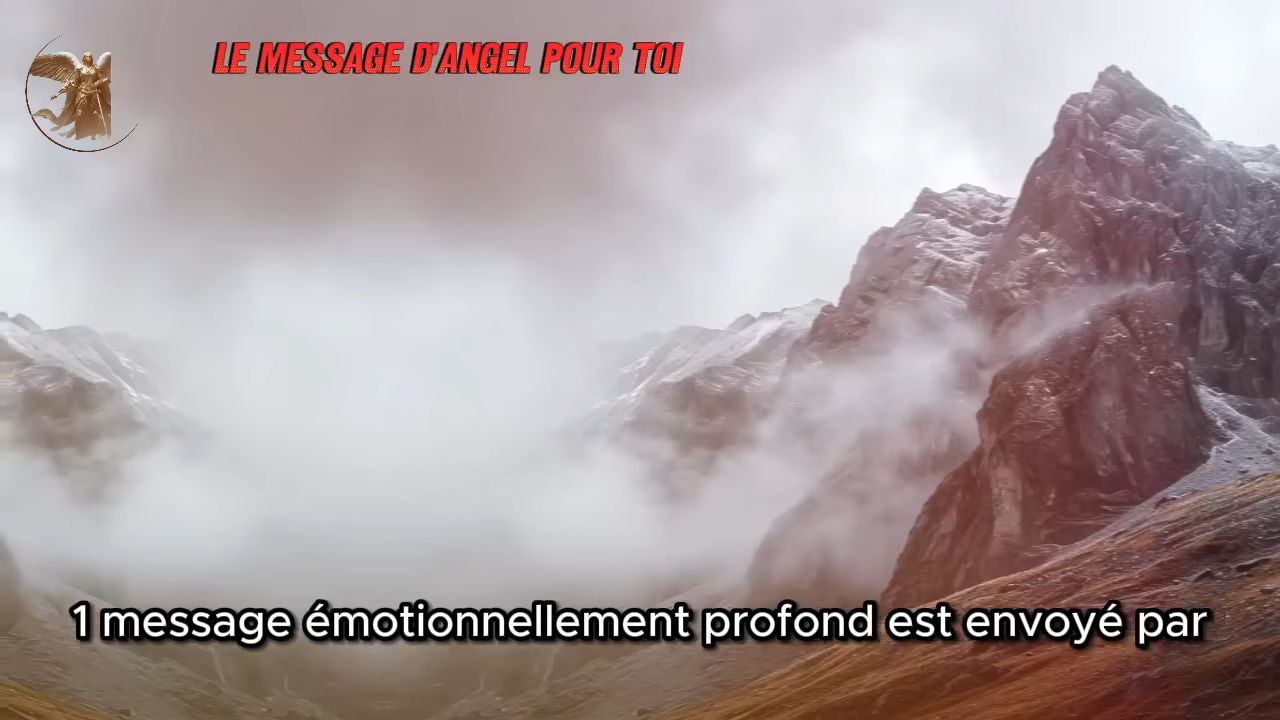 LE MESSAGE D'ANGEL POUR TOI
1 message émotionnellement profond est envoyé par